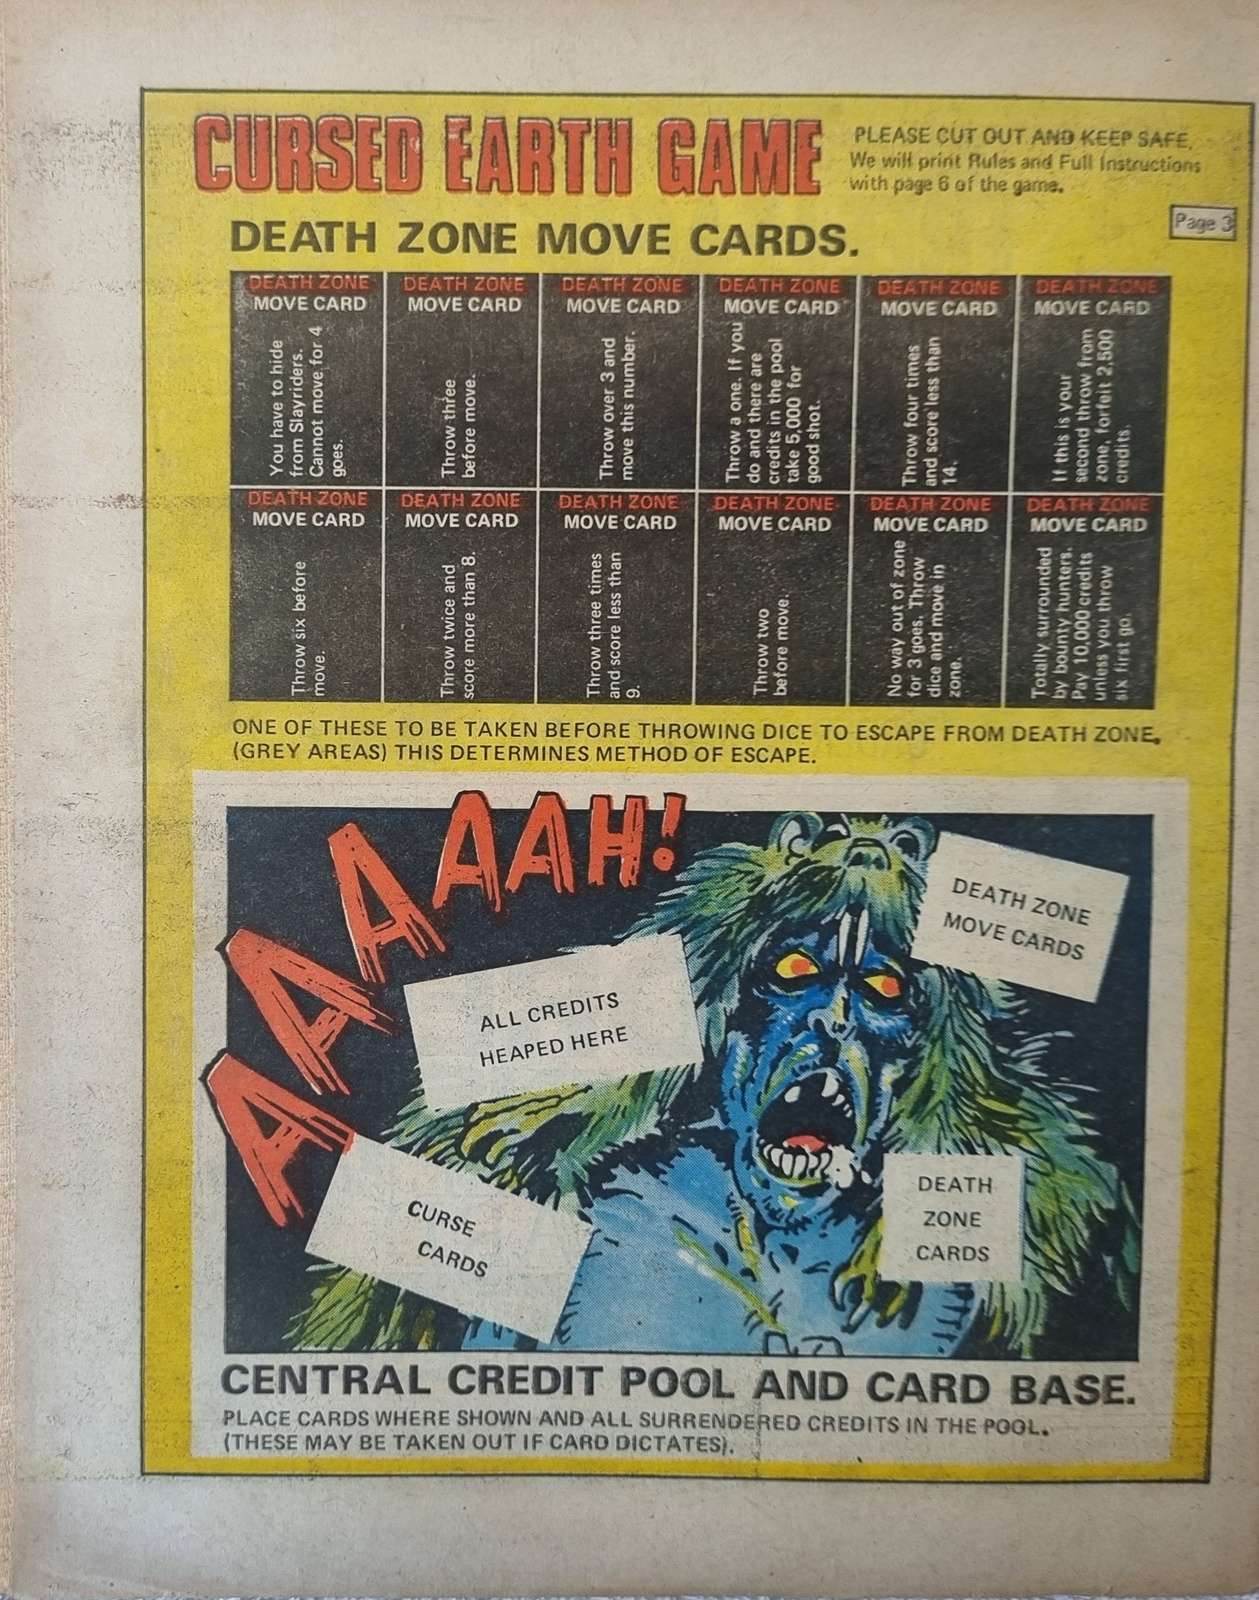 CURSED EARTH GAME
PLEASE CUT OUT AND KEEP SAFE.
We will print Rules and Full Instructions
with page 6 of the game.
Page 3
DEATH ZONE MOVE CARDS.
DEATH ZONE
MOVE CARD
You have to hide
from Slayriders.
Cannot move for 4
goes.
DEATH ZONE
MOVE CARD
Throw three
before move.
DEATH ZONE
MOVE CARD
Throw over 3 and
move this number.
DEATH ZONE
MOVE CARD
Throw a one. If you
do and there are
credits in the pool
take 5,000 for
good shot.
DEATH ZONE
MOVE CARD
Throw four times
and score less than
14.
DEATH ZONE
MOVE CARD
If this is your
second throw from
zone, forfeit 2,500
credits.
DEATH ZONE
MOVE CARD
Throw six before
move.
DEATH ZONE
MOVE CARD
Throw twice and
score more than 8.
DEATH ZONE
MOVE CARD
Throw three times
and score less than
9.
DEATH ZONE
MOVE CARD
Throw two
before move.
DEATH ZONE
MOVE CARD
No way out of zone
for 3 goes. Throw
dice and move in
zone.
DEATH ZONE
MOVE CARD
Totally surrounded
by bounty hunters.
Pay 10,000 credits
unless you throw
six first go.
ONE OF THESE TO BE TAKEN BEFORE THROWING DICE TO ESCAPE FROM DEATH ZONE.
(GREY AREAS) THIS DETERMINES METHOD OF ESCAPE.
AAAAAAH!
DEATH ZONE
MOVE CARDS
ALL CREDITS
HEAPED HERE
CURSE
CARDS
DEATH
ZONE
CARDS
CENTRAL CREDIT POOL AND CARD BASE.
PLACE CARDS WHERE SHOWN AND ALL SURRENDERED CREDITS IN THE POOL.
(THESE MAY BE TAKEN OUT IF CARD DICTATES).